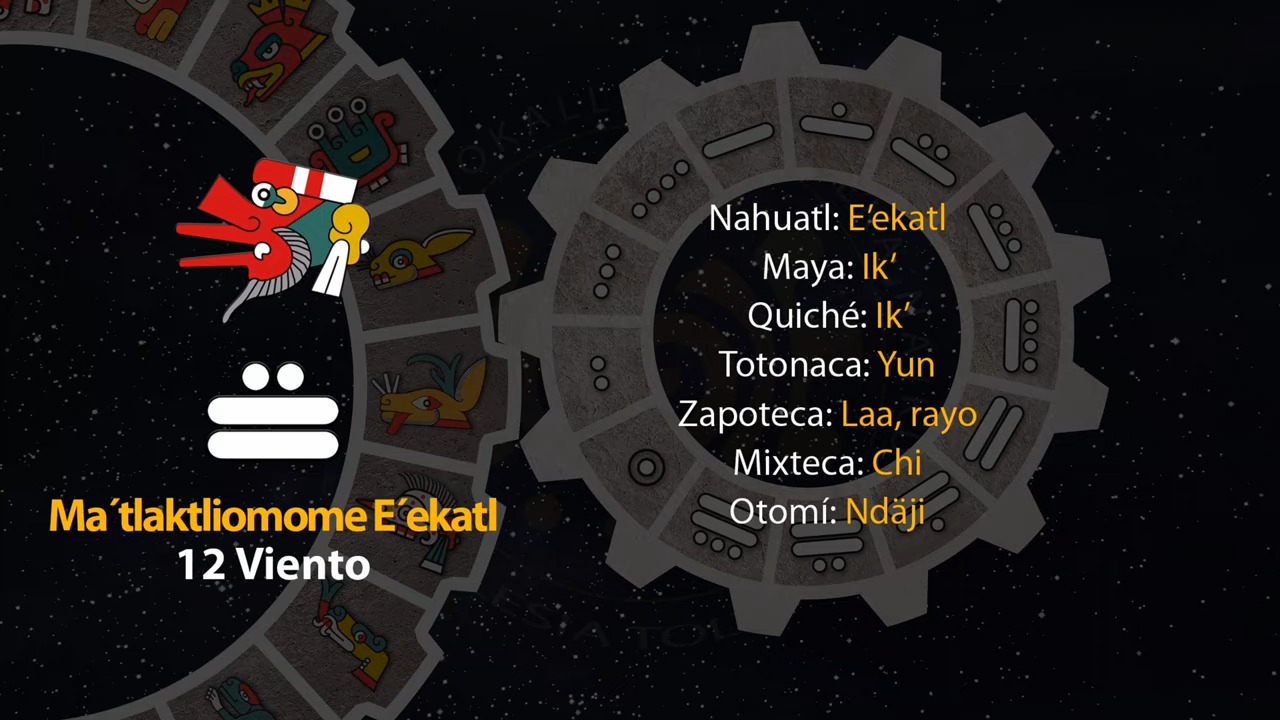 Ma´tlaktliomome E´ekatl
12 Viento
Nahuatl: E’ekatl
Maya: Ik‘
Quiché: Ik’
Totonaca: Yun
Zapoteca: Laa, rayo
Mixteca: Chi
Otomí: Ndäji